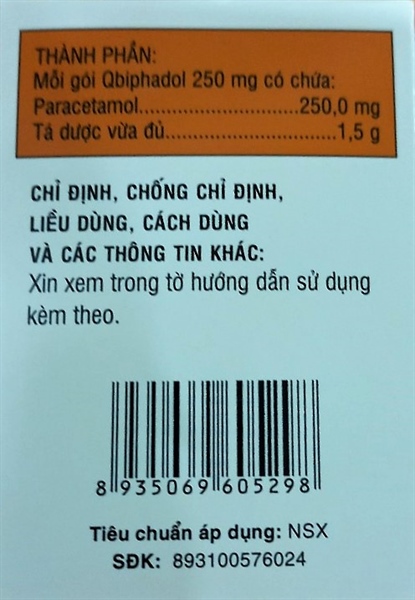 THÀNH PHẦN:
Mỗi gói Qbiphadol 250 mg có chứa:
Paracetamol.............................250,0 mg
Tá dược vừa đủ...............................1,5 g
CHỈ ĐỊNH, CHỐNG CHỈ ĐỊNH,
LIỀU DÙNG, CÁCH DÙNG
VÀ CÁC THÔNG TIN KHÁC:
Xin xem trong tờ hướng dẫn sử dụng
kèm theo.
8 935069 605298
Tiêu chuẩn áp dụng: NSX
SĐK: 893100576024